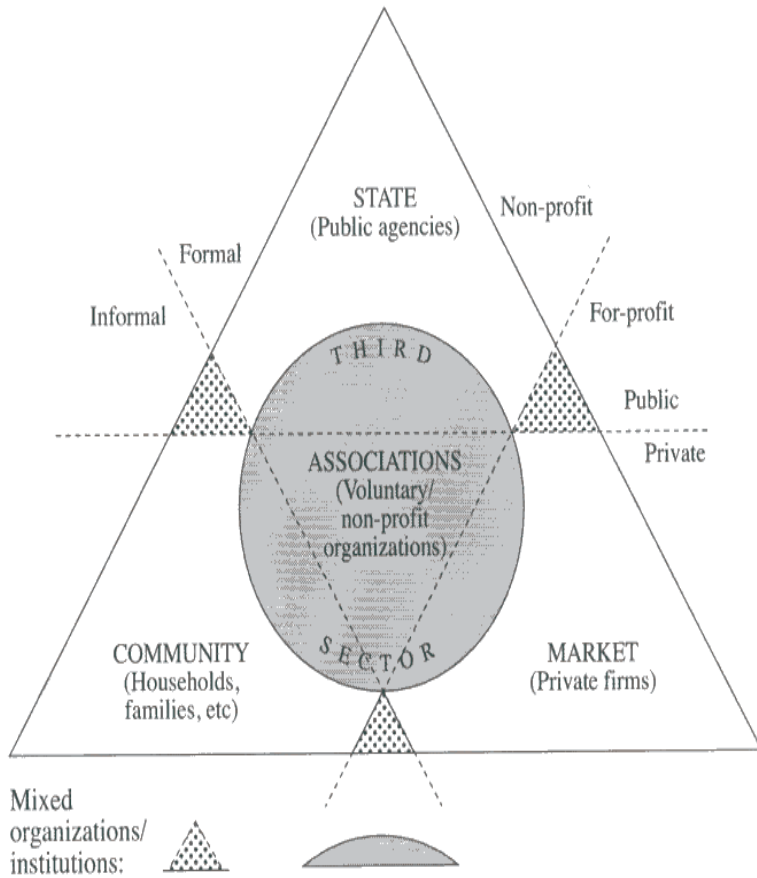 STATE
(Public agencies)
Non-profit
Formal
Informal
For-profit
THIRD
Public
Private
ASSOCIATIONS
(Voluntary/
non-profit
organizations)
SECTOR
COMMUNITY
(Households,
families, etc)
MARKET
(Private firms)
Mixed
organizations/
institutions: